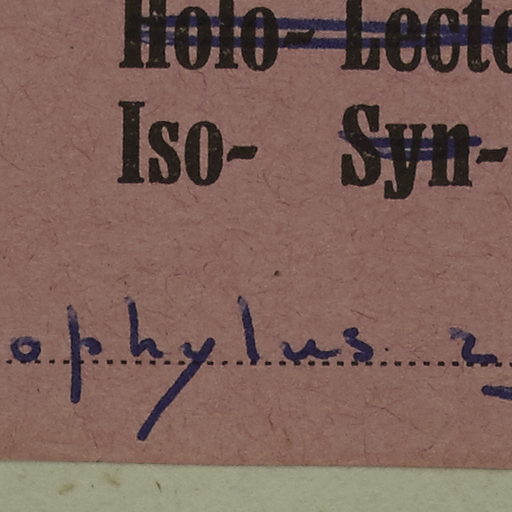 Holo- Lecto
Iso- Syn-
ophylus